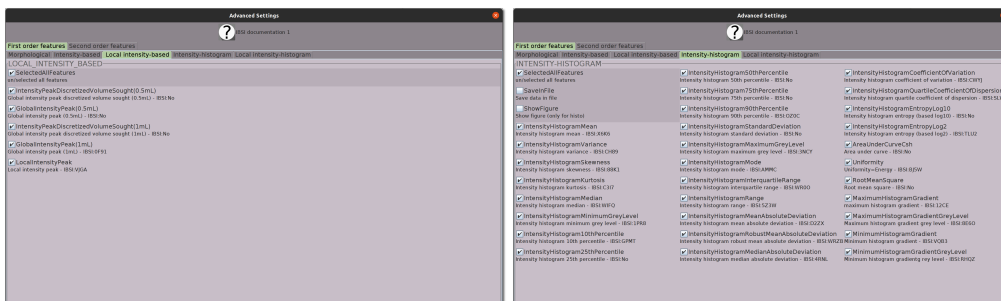 Advanced Settings
? IBSI documentation 1
First order features Second order features
Morphological Intensity-based Local intensity-based Intensity-histogram Local intensity-histogram
LOCAL_INTENSITY_BASED
SelectedAllFeatures
un/selected all features
IntensityPeakDiscretizedVolumeSought(0.5mL)
Global intensity peak discretized volume sought (0.5mL) - IBSI:No
GlobalIntensityPeak(0.5mL)
Global intensity peak (0.5mL) - IBSI:No
IntensityPeakDiscretizedVolumeSought(1mL)
Global intensity peak discretized volume sought (1mL) - IBSI:No
GlobalIntensityPeak(1mL)
Global intensity peak (1mL) - IBSI:0F91
LocalIntensityPeak
Local intensity peak - IBSI:VJGA
Advanced Settings
? IBSI documentation 1
First order features Second order features
Morphological Intensity-based Local intensity-based Intensity-histogram Local intensity-histogram
INTENSITY-HISTOGRAM
SelectedAllFeatures
un/selected all features
SaveInFile
Save data in file
ShowFigure
Show figure (only for histo)
IntensityHistogramMean
Intensity histogram mean - IBSI:X6K6
IntensityHistogramVariance
Intensity histogram variance - IBSI:CH89
IntensityHistogramSkewness
Intensity histogram skewness - IBSI:88K1
IntensityHistogramKurtosis
Intensity histogram kurtosis - IBSI:C3I7
IntensityHistogramMedian
Intensity histogram median - IBSI:WIFQ
IntensityHistogramMinimumGreyLevel
Intensity histogram minimum grey level - IBSI:1PR8
IntensityHistogram10thPercentile
Intensity histogram 10th percentile - IBSI:GPMT
IntensityHistogram25thPercentile
Intensity histogram 25th percentile - IBSI:No
IntensityHistogram50thPercentile
Intensity histogram 50th percentile - IBSI:No
IntensityHistogram75thPercentile
Intensity histogram 75th percentile - IBSI:No
IntensityHistogram90thPercentile
Intensity histogram 90th percentile - IBSI:OZ0C
IntensityHistogramStandardDeviation
Intensity histogram standard deviation - IBSI:No
IntensityHistogramMaximumGreyLevel
Intensity histogram maximum grey level - IBSI:3NCY
IntensityHistogramMode
Intensity histogram mode - IBSI:AMMC
IntensityHistogramInterquartileRange
Intensity histogram interquartile range - IBSI:WR0O
IntensityHistogramRange
Intensity histogram range - IBSI:5Z3W
IntensityHistogramMeanAbsoluteDeviation
Intensity histogram mean absolute deviation - IBSI:D2ZX
IntensityHistogramRobustMeanAbsoluteDeviation
Intensity histogram robust mean absolute deviation - IBSI:WRZB
IntensityHistogramMedianAbsoluteDeviation
Intensity histogram median absolute deviation - IBSI:4RNL
IntensityHistogramCoefficientOfVariation
Intensity histogram coefficient of variation - IBSI:CWYJ
IntensityHistogramQuartileCoefficientOfDispersion
Intensity histogram quartile coefficient of dispersion -
IntensityHistogramEntropyLog10
Intensity histogram entropy (based log10) - IBSI:No
IntensityHistogramEntropyLog2
Intensity histogram entropy (based log2) - IBSI:TLU2
AreaUnderCurveCsh
Area under curve - IBSI:No
Uniformity
Uniformity=Energy - IBSI:BJ5W
RootMeanSquare
Root mean square - IBSI:No
MaximumHistogramGradient
maximum histogram gradient - IBSI:12CE
MaximumHistogramGradientGreyLevel
Maximum histogram gradient grey level - IBSI:8E6O
MinimumHistogramGradient
Minimum histogram gradient - IBSI:VQB3
MinimumHistogramGradientGreyLevel
Minimum histogram gradientg rey level - IBSI:RHQZ